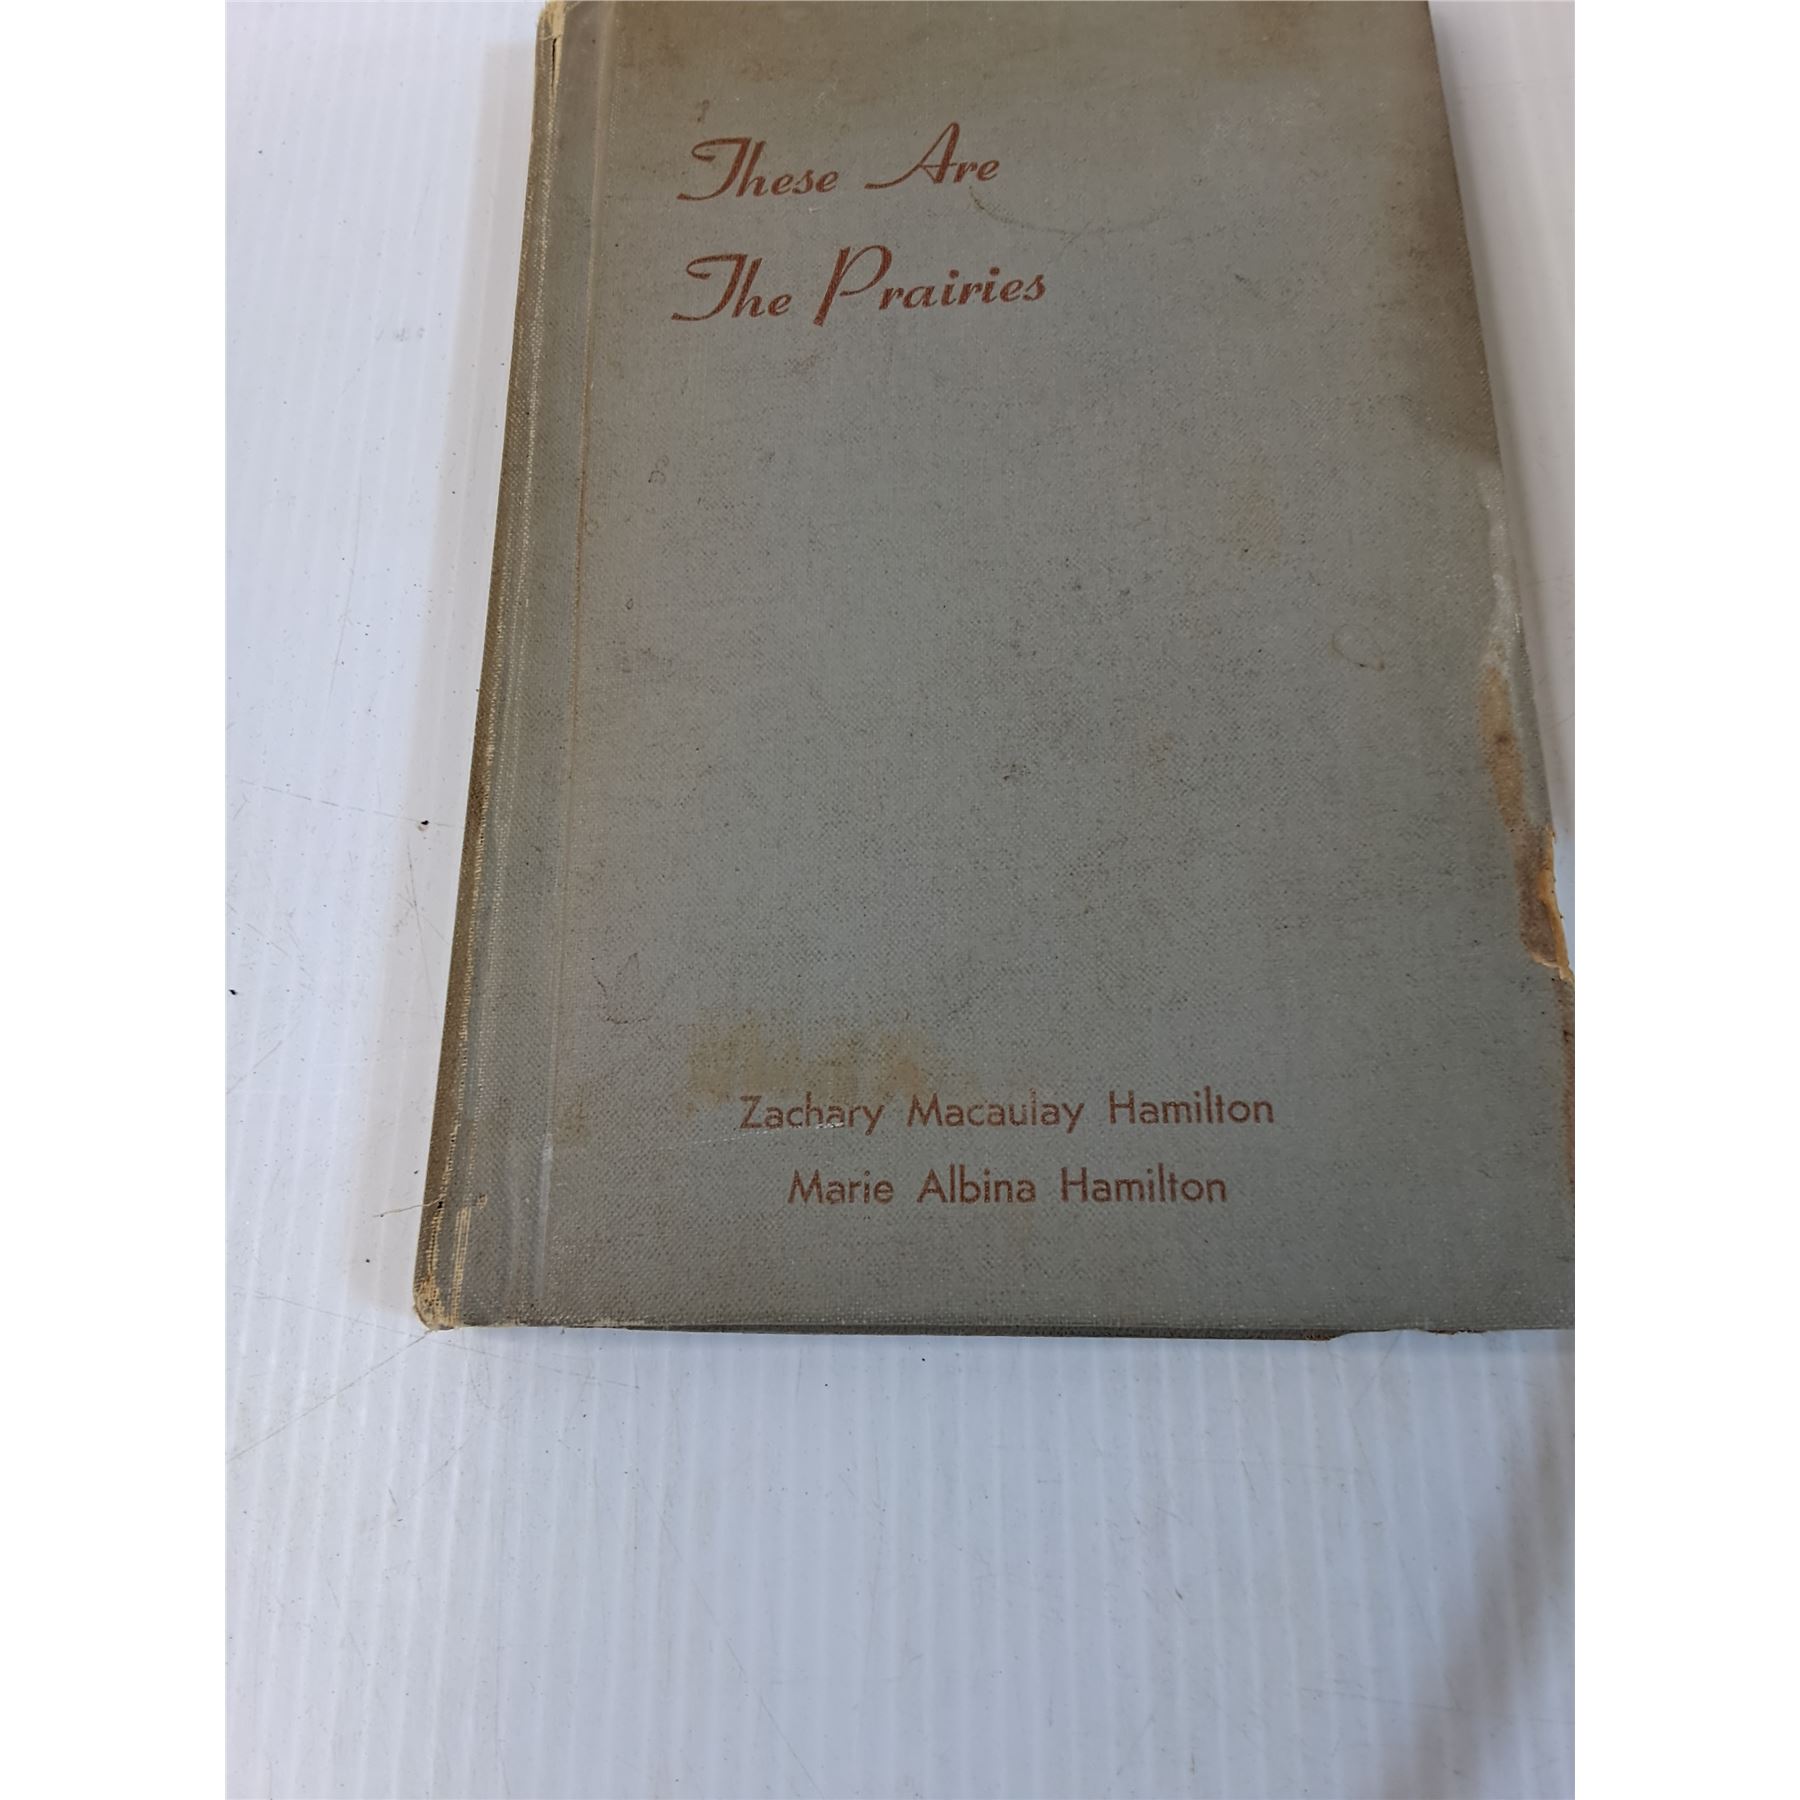 These Are
The Prairies
Zachary Macaulay Hamilton
Marie Albina Hamilton